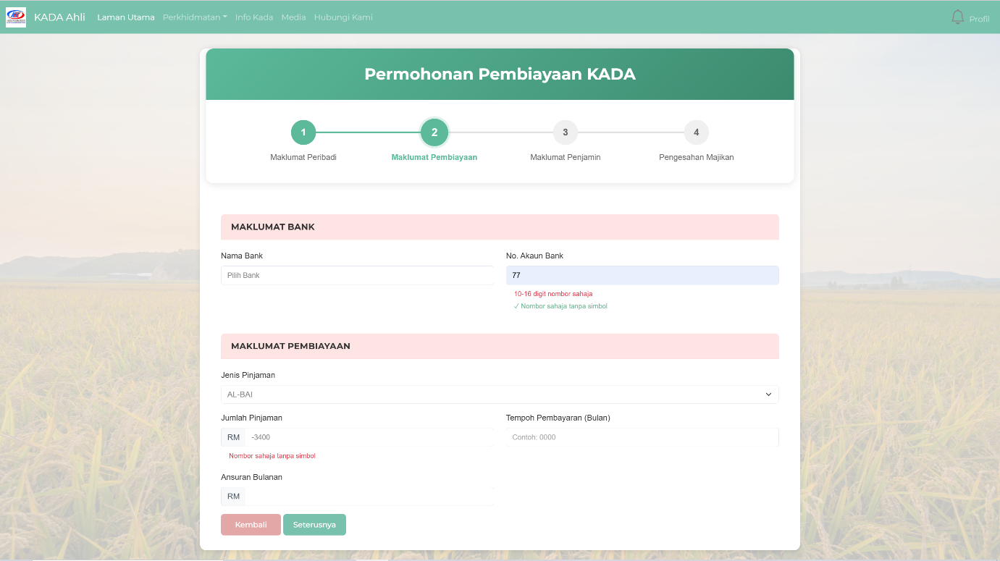 KADA Ahli Laman Utama Perkhidmatan Info Kada Media Hubungi Kami Profil
Permohonan Pembiayaan KADA
1 2 3 4
Maklumat Peribadi Maklumat Pembiayaan Maklumat Penjamin Pengesahan Majikan
MAKLUMAT BANK
Nama Bank No. Akaun Bank
Pilih Bank 77
10-16 digit nombor sahaja
✓ Nombor sahaja tanpa simbol
MAKLUMAT PEMBIAYAAN
Jenis Pinjaman
AL-BAI
Jumlah Pinjaman Tempoh Pembayaran (Bulan)
RM -3400 Contoh: 0000
Nombor sahaja tanpa simbol
Ansuran Bulanan
RM
Kembali Seterusnya